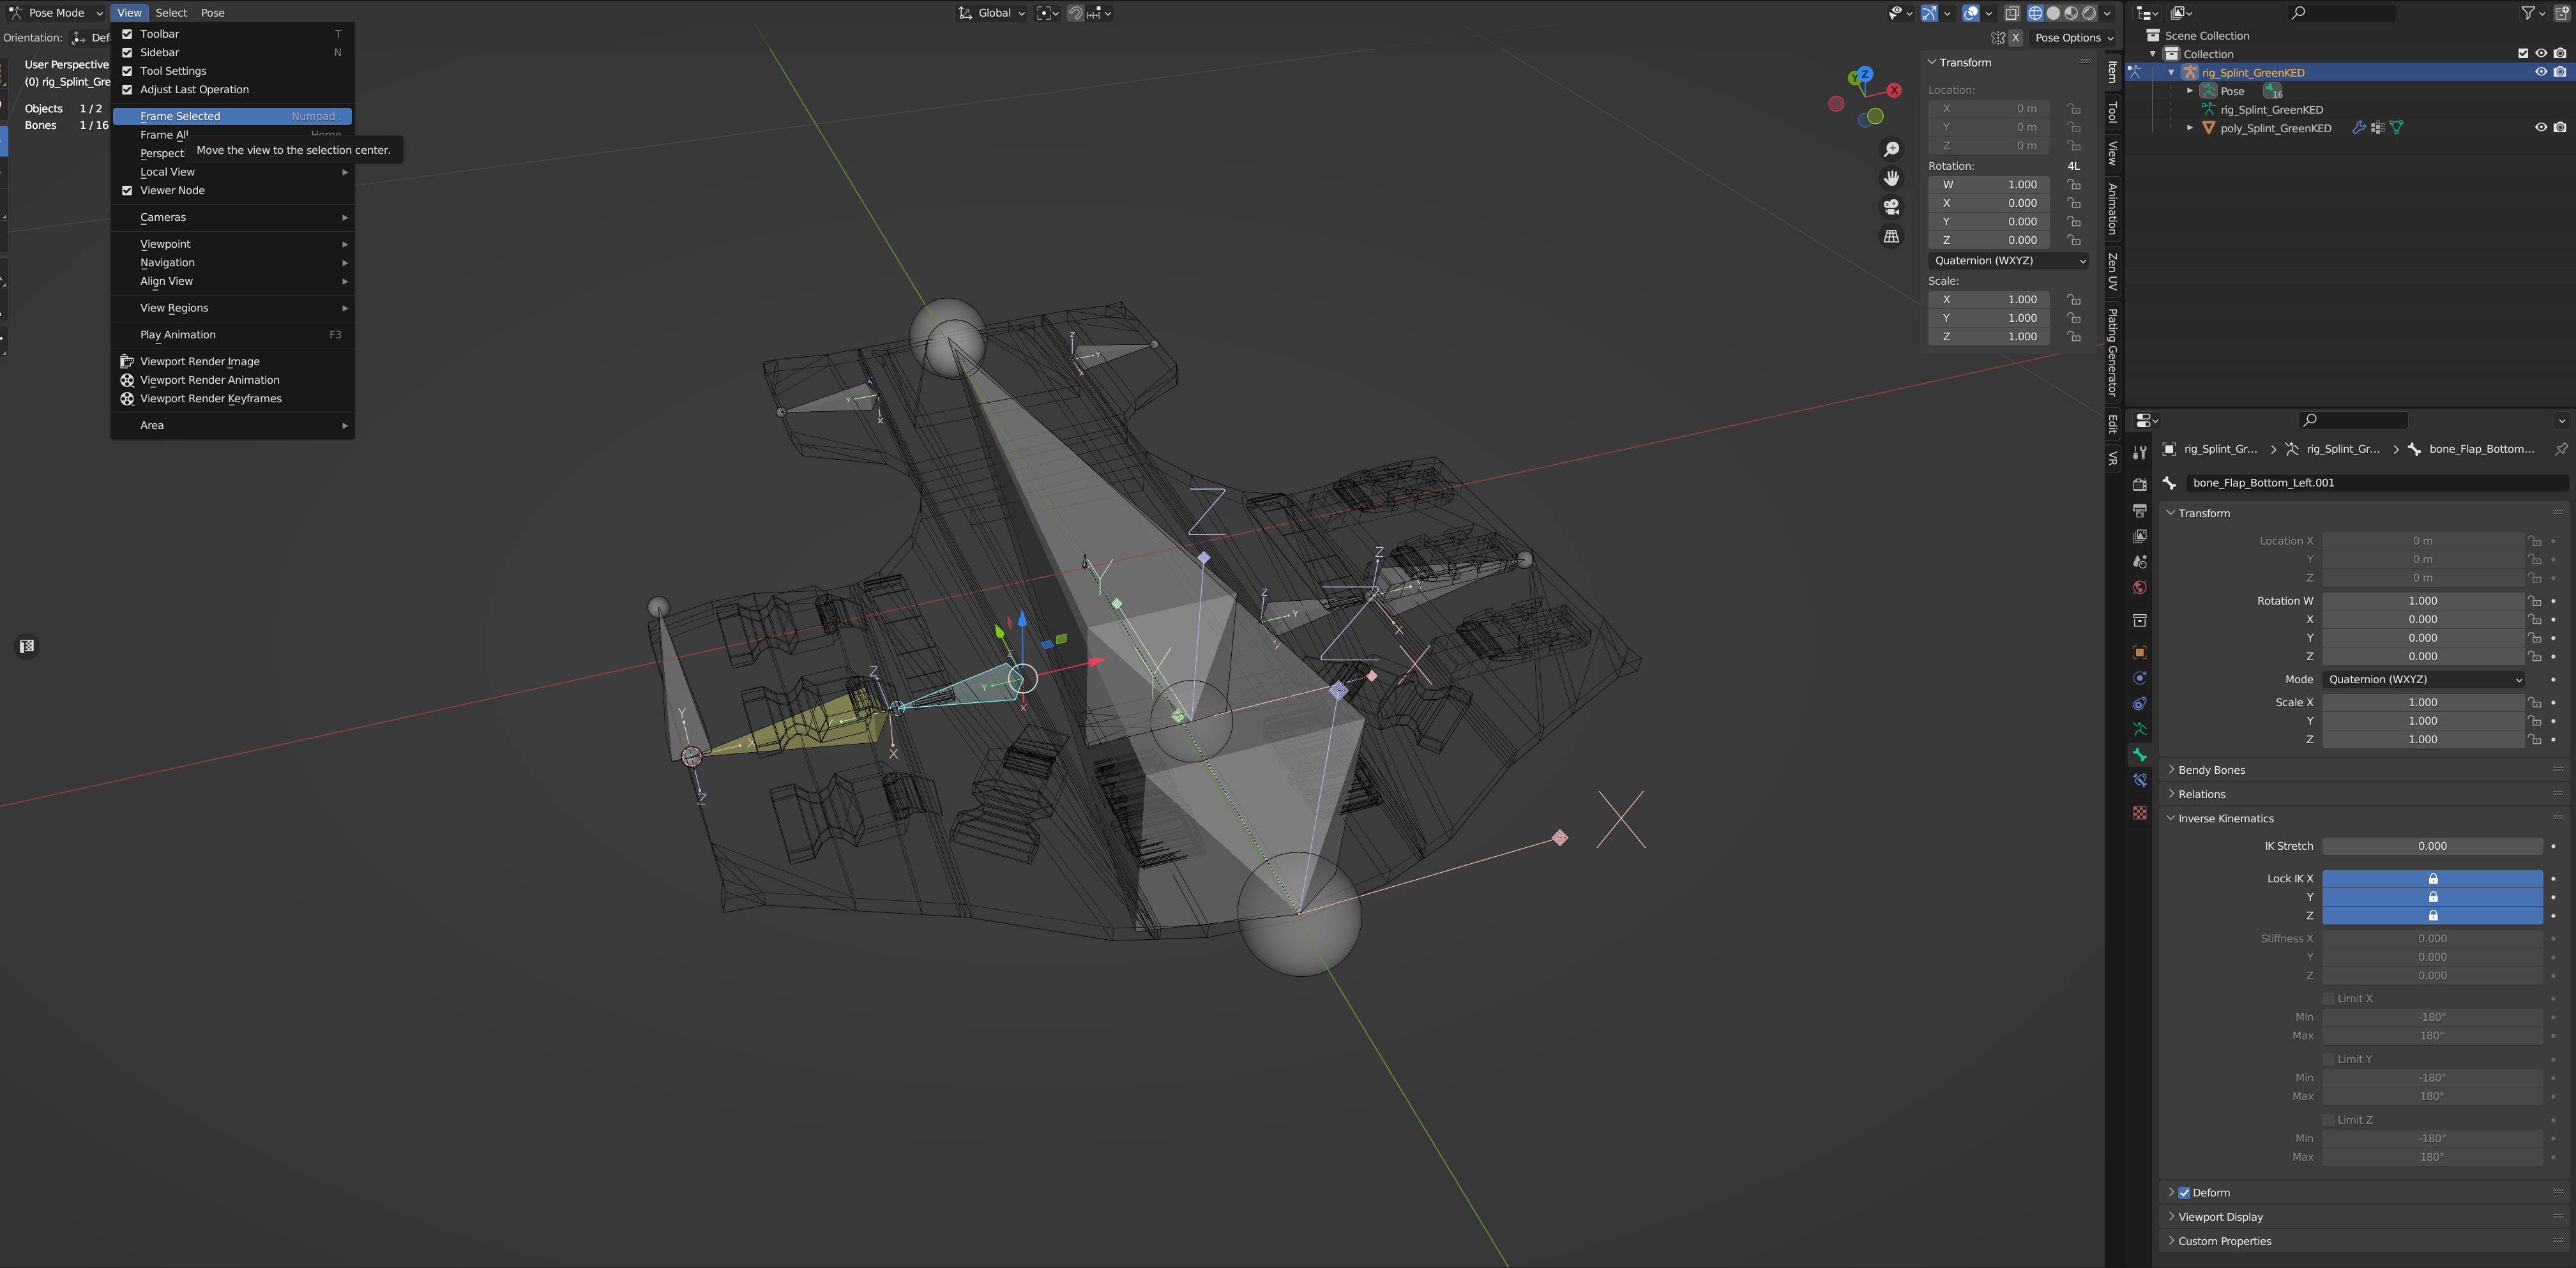 Pose Mode View Select Pose
Global
Orientation: Def
X Pose Options
User Perspective
(0) rig_Splint_Gre
Objects 1 / 2
Bones 1 / 16
Toolbar T
Sidebar N
Tool Settings
Adjust Last Operation
Frame Selected Numpad .
Frame All Home
Move the view to the selection center.
Perspect
Local View
Viewer Node
Cameras
Viewpoint
Navigation
Align View
View Regions
Play Animation F3
Viewport Render Image
Viewport Render Animation
Viewport Render Keyframes
Area
Z
Y
X
Transform
Location:
X 0 m
Y 0 m
Z 0 m
Rotation: 4L
W 1.000
X 0.000
Y 0.000
Z 0.000
Quaternion (WXYZ)
Scale:
X 1.000
Y 1.000
Z 1.000
Item
Tool
View
Animation
Zen UV
Plating Generator
Edit
VR
Scene Collection
Collection
rig_Splint_GreenKED
Pose 16
rig_Splint_GreenKED
poly_Splint_GreenKED
rig_Splint_Gr... rig_Splint_Gr... bone_Flap_Bottom...
bone_Flap_Bottom_Left.001
Transform
Location X 0 m
Y 0 m
Z 0 m
Rotation W 1.000
X 0.000
Y 0.000
Z 0.000
Mode Quaternion (WXYZ)
Scale X 1.000
Y 1.000
Z 1.000
Bendy Bones
Relations
Inverse Kinematics
IK Stretch 0.000
Lock IK X
Y
Z
Stiffness X 0.000
Y 0.000
Z 0.000
Limit X
Min -180°
Max 180°
Limit Y
Min -180°
Max 180°
Limit Z
Min -180°
Max 180°
Deform
Viewport Display
Custom Properties